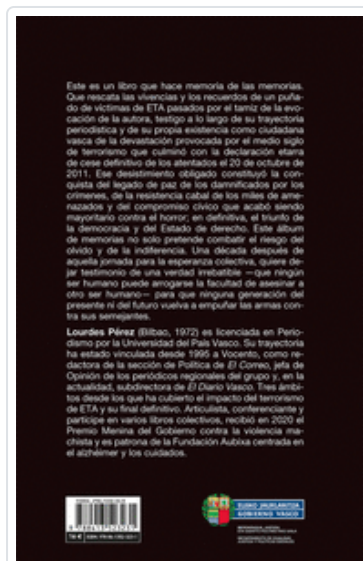 Este es un libro que hace memoria de las memorias.
Que rescata las vivencias y los recuerdos de un puña-
do de víctimas de ETA pasados por el tamiz de la evo-
cación de la autora, testigo a lo largo de su trayectoria
periodística y de su propia existencia como ciudadana
vasca de la devastación provocada por el medio siglo
de terrorismo que culminó con la declaración etarra
de cese definitivo de los atentados el 20 de octubre de
2011. Ese desistimiento obligado constituyó la con-
quista del legado de paz de los damnificados por los
crímenes, de la resistencia cabal de los miles de ame-
nazados y del compromiso cívico que acabó siendo
mayoritario contra el horror; en definitiva, el triunfo de
la democracia y del Estado de derecho. Este álbum
de memorias no solo pretende combatir el riesgo del
olvido y de la indiferencia. Una década después de
aquella jornada para la esperanza colectiva, quiere de-
jar testimonio de una verdad irrebatible —que ningún
ser humano puede arrogarse la facultad de asesinar a
otro ser humano— para que ninguna generación del
presente ni del futuro vuelva a empuñar las armas con-
tra sus semejantes.
Lourdes Pérez (Bilbao, 1972) es licenciada en Perio-
dismo por la Universidad del País Vasco. Su trayectoria
ha estado vinculada desde 1995 a Vocento, como re-
dactora de la sección de Política de El Correo, jefa de
Opinión de los periódicos regionales del grupo y, en la
actualidad, subdirectora de El Diario Vasco. Tres ámbi-
tos desde los que ha cubierto el impacto del terrorismo
de ETA y su final definitivo. Articulista, conferenciante y
partícipe en varios libros colectivos, recibió en 2020 el
Premio Menina del Gobierno contra la violencia ma-
chista y es patrona de la Fundación Aubixa centrada en
el alzhéimer y los cuidados.
EUSKO JAURLARITZA
GOBIERNO VASCO